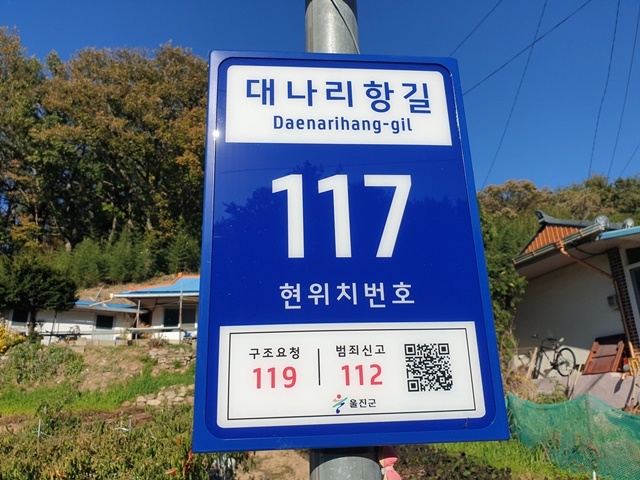 대나리항길
Daenarihang-gil
117
현위치번호
구조요청 | 범죄신고
119 112
울진군